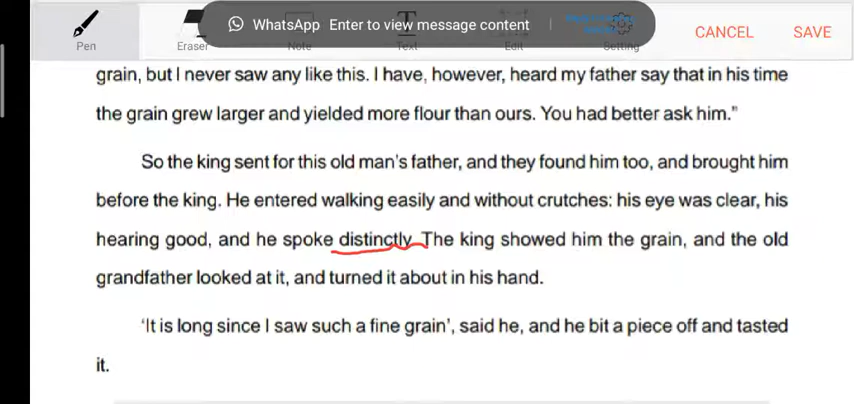 WhatsApp Enter to view message content
Pen Eraser Note Text Edit Setting CANCEL SAVE
grain, but I never saw any like this. I have, however, heard my father say that in his time
the grain grew larger and yielded more flour than ours. You had better ask him."
So the king sent for this old man's father, and they found him too, and brought him
before the king. He entered walking easily and without crutches: his eye was clear, his
hearing good, and he spoke distinctly The king showed him the grain, and the old
grandfather looked at it, and turned it about in his hand.
'It is long since I saw such a fine grain', said he, and he bit a piece off and tasted
it.